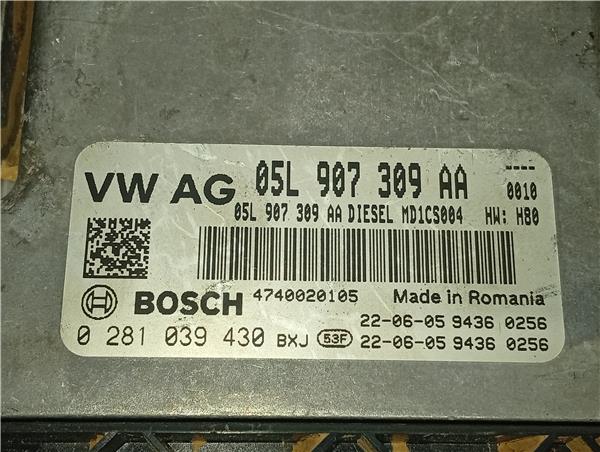 VW AG 05L 907 309 AA ---- 0010
05L 907 309 AA DIESEL MD1CS004 HW: H80
BOSCH 4740020105 Made in Romania
0 281 039 430 BXJ 53F 22-06-05 9436 0256
22-06-05 9436 0256